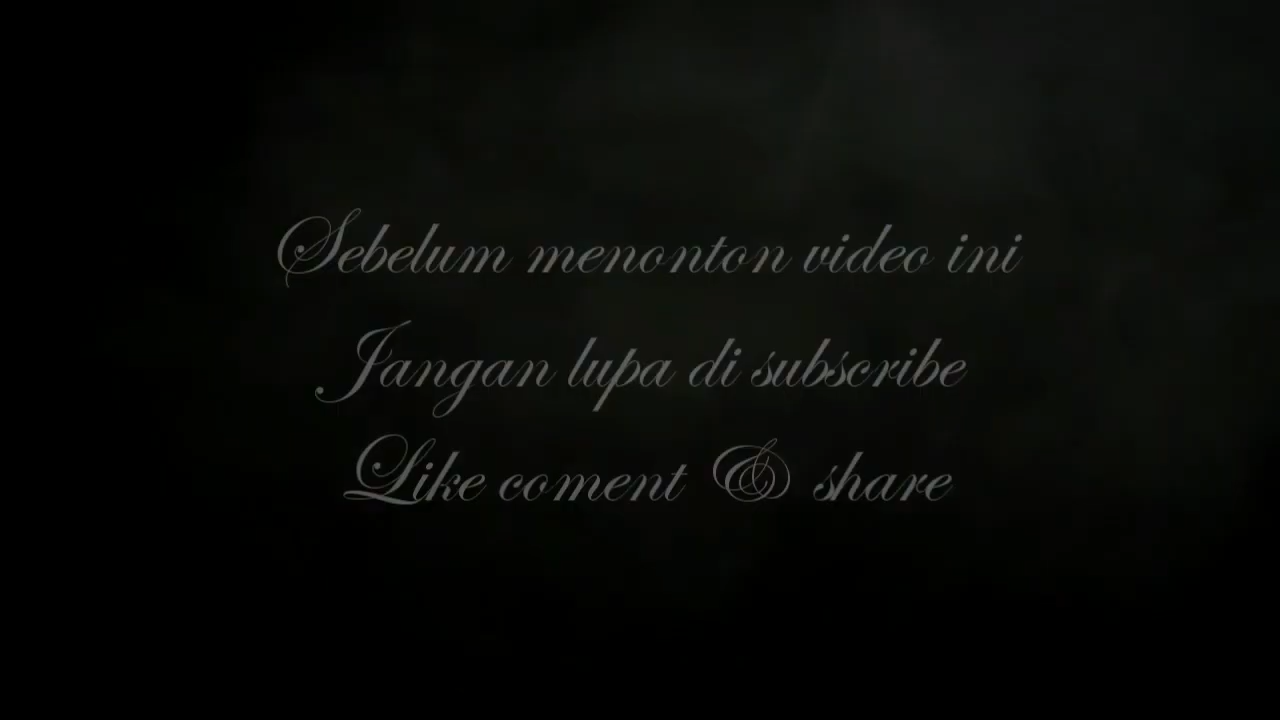 Sebelum menonton video ini
Jangan lupa di subscribe
Like coment & share